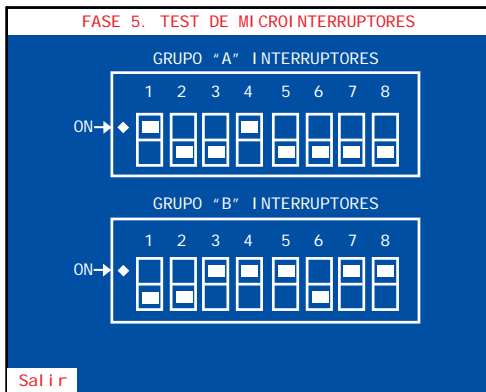 FASE 5. TEST DE MICROINTERRUPTORES
GRUPO “A” INTERRUPTORES
1 2 3 4 5 6 7 8
ON
GRUPO “B” INTERRUPTORES
1 2 3 4 5 6 7 8
ON
Salir